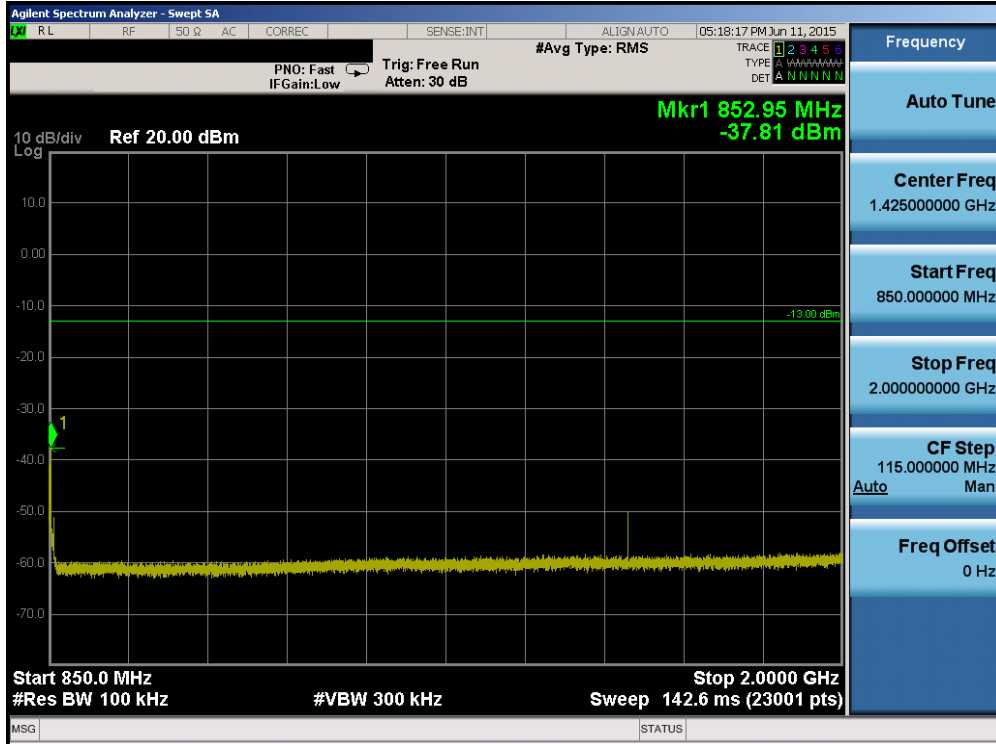 Agilent Spectrum Analyzer - Swept SA
LXI RL RF 50 Ω AC CORREC SENSE:INT ALIGN AUTO 05:18:17 PM Jun 11, 2015
#Avg Type: RMS
TRACE 1 2 3 4 5 6
TYPE A WWWWW
DET A N N N N N
PNO: Fast
IFGain:Low
Trig: Free Run
Atten: 30 dB
Mkr1 852.95 MHz
-37.81 dBm
10 dB/div
Log
Ref 20.00 dBm
10.0
0.00
-10.0
-13.00 dBm
-20.0
-30.0
1
-40.0
-50.0
-60.0
-70.0
Start 850.0 MHz
Stop 2.0000 GHz
#Res BW 100 kHz
#VBW 300 kHz
Sweep 142.6 ms (23001 pts)
MSG
STATUS
Frequency
Auto Tune
Center Freq
1.425000000 GHz
Start Freq
850.000000 MHz
Stop Freq
2.000000000 GHz
CF Step
115.000000 MHz
Auto Man
Freq Offset
0 Hz